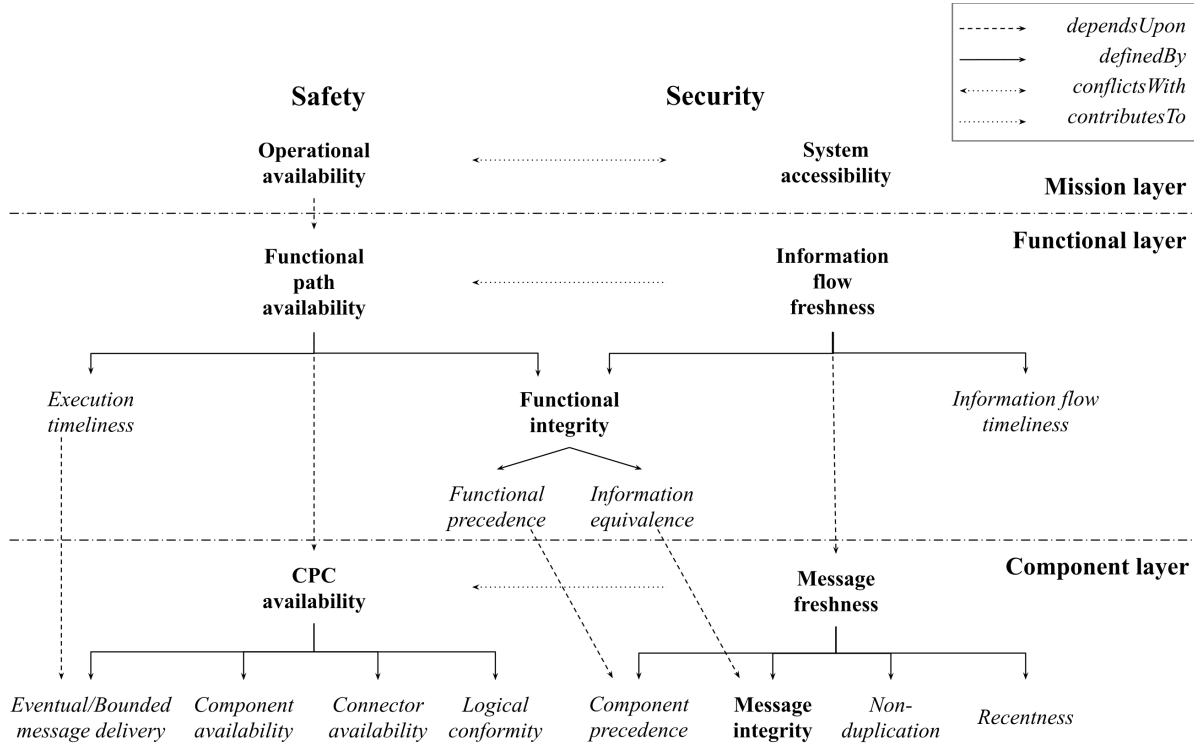 dependsUpon
definedBy
conflictsWith
contributesTo
Safety
Security
Operational
availability
System
accessibility
Mission layer
Functional layer
Functional
path
availability
Information
flow
freshness
Execution
timeliness
Functional
integrity
Information flow
timeliness
Functional
precedence
Information
equivalence
Component layer
CPC
availability
Message
freshness
Eventual/Bounded
message delivery
Component
availability
Connector
availability
Logical
conformity
Component
precedence
Message
integrity
Non-
duplication
Recentness